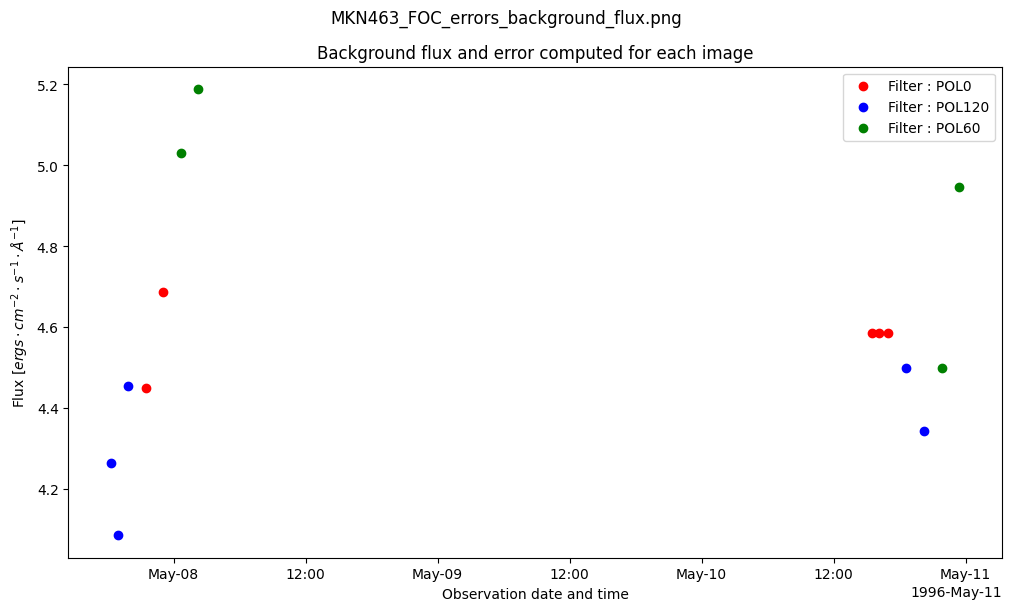 MKN463_FOC_errors_background_flux.png
Background flux and error computed for each image
Filter : POL0
Filter : POL120
Filter : POL60
5.2
5.0
4.8
4.6
4.4
4.2
Flux [ergs · cm⁻² · s⁻¹ · Å⁻¹]
May-08
12:00
May-09
12:00
May-10
12:00
May-11
1996-May-11
Observation date and time